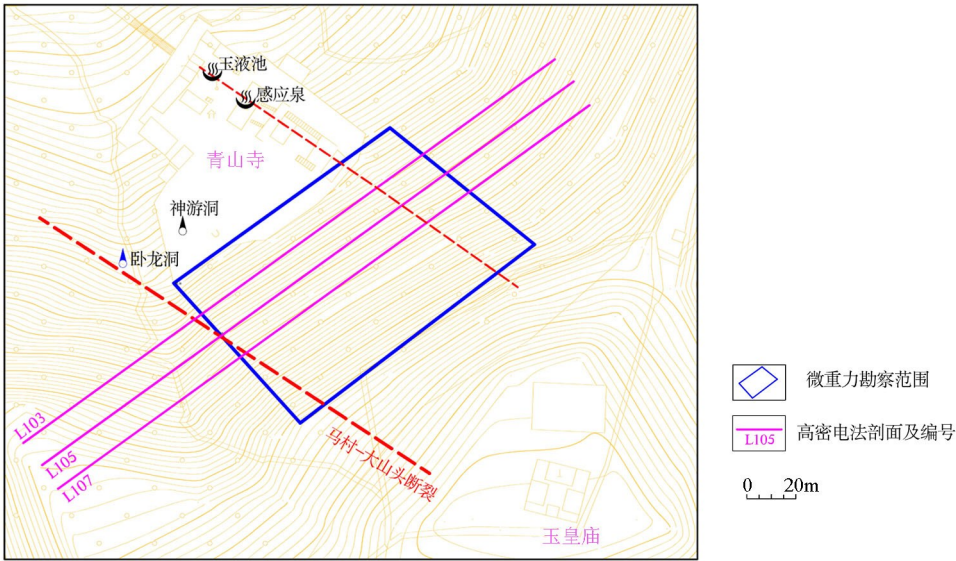 玉液池
感应泉
青山寺
神游洞
卧龙洞
L103
L105
L107
马村-大山头断裂
玉皇庙
微重力勘察范围
L105
高密电法剖面及编号
0 20m